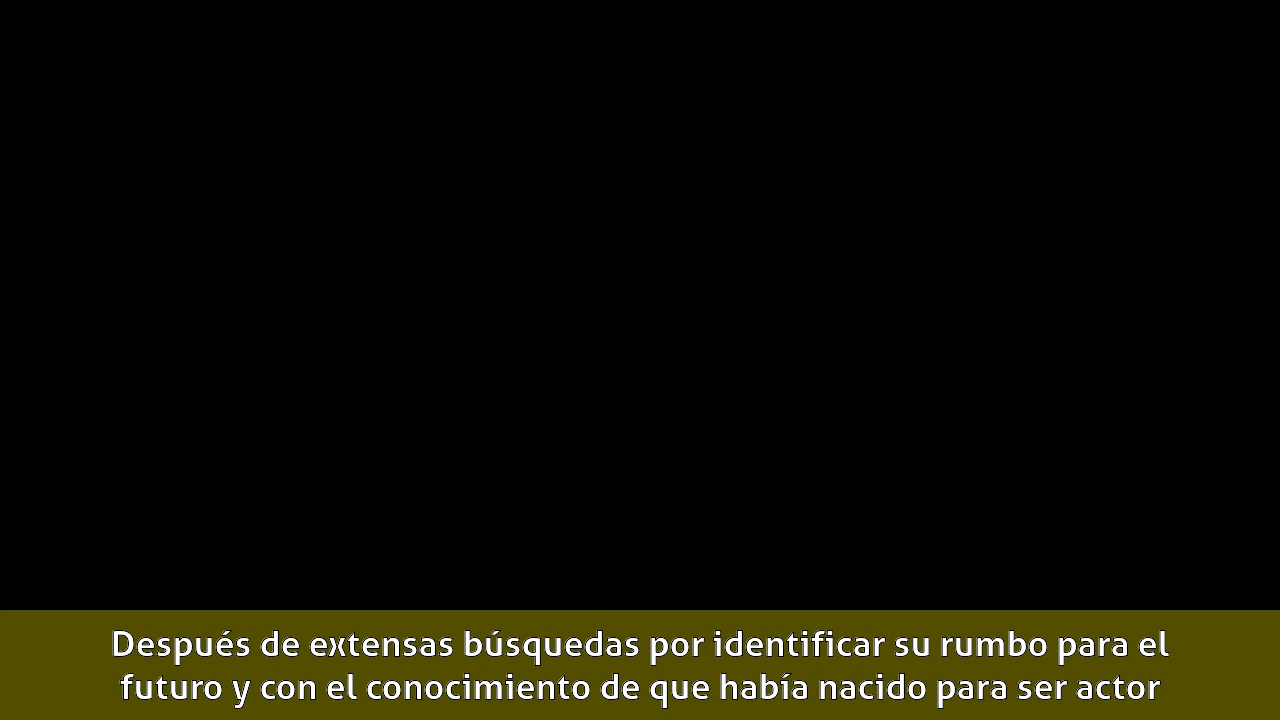 Después de extensas búsquedas por identificar su rumbo para el
futuro y con el conocimiento de que había nacido para ser actor